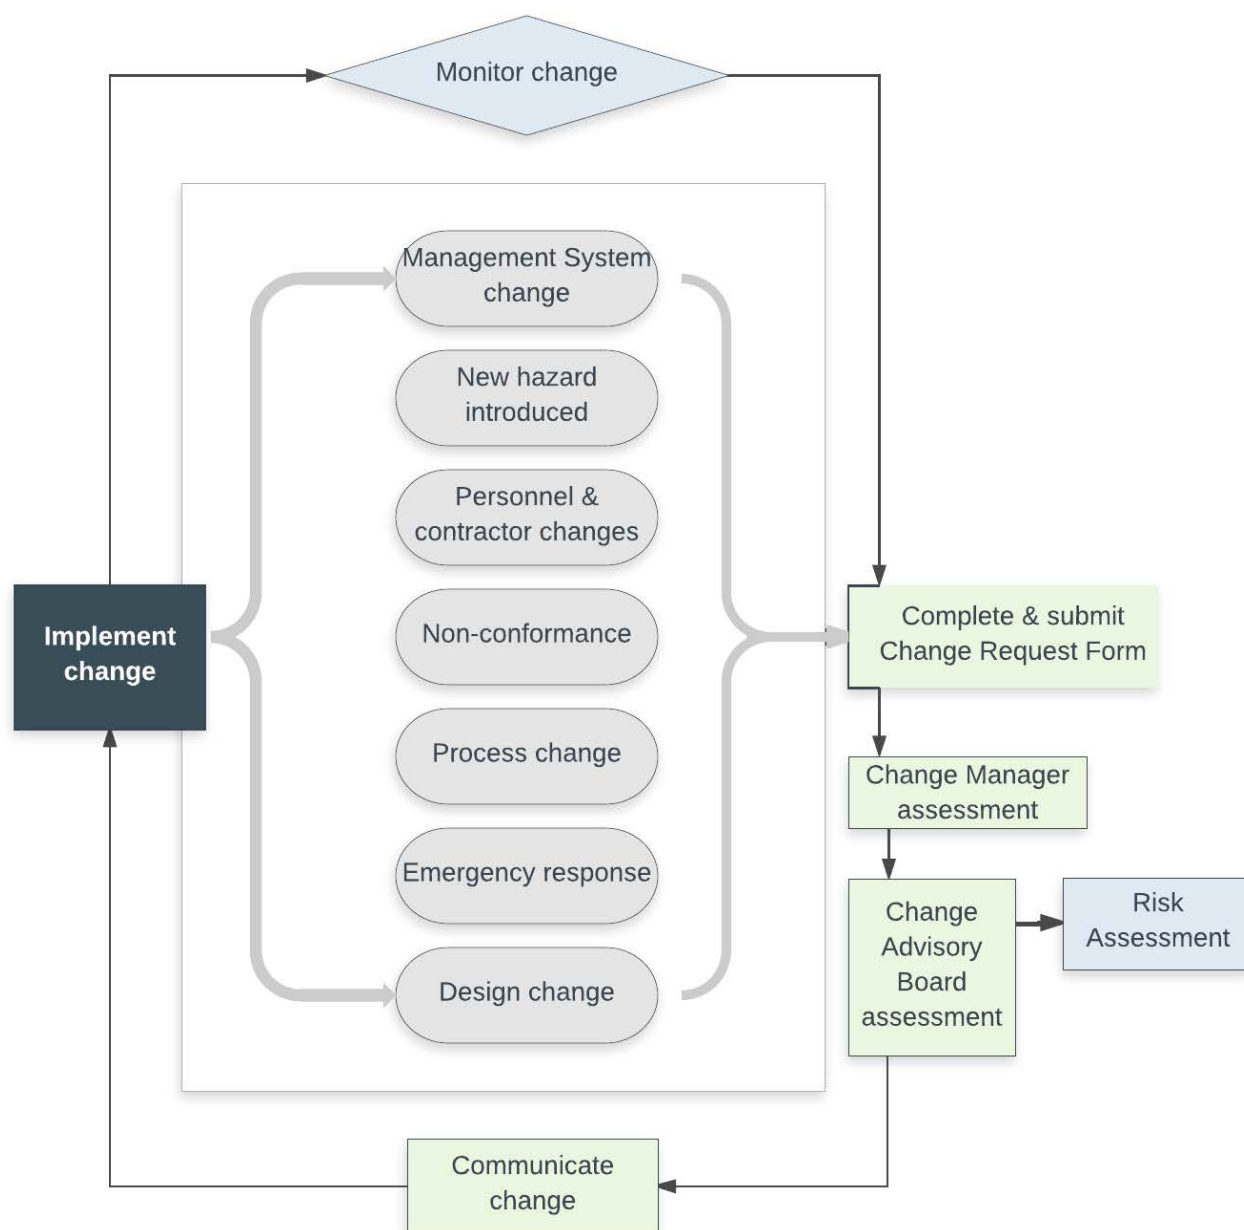 Monitor change
Management System
change
New hazard
introduced
Personnel &
contractor changes
Non-conformance
Process change
Emergency response
Design change
Implement
change
Complete & submit
Change Request Form
Change Manager
assessment
Change
Advisory
Board
assessment
Risk
Assessment
Communicate
change